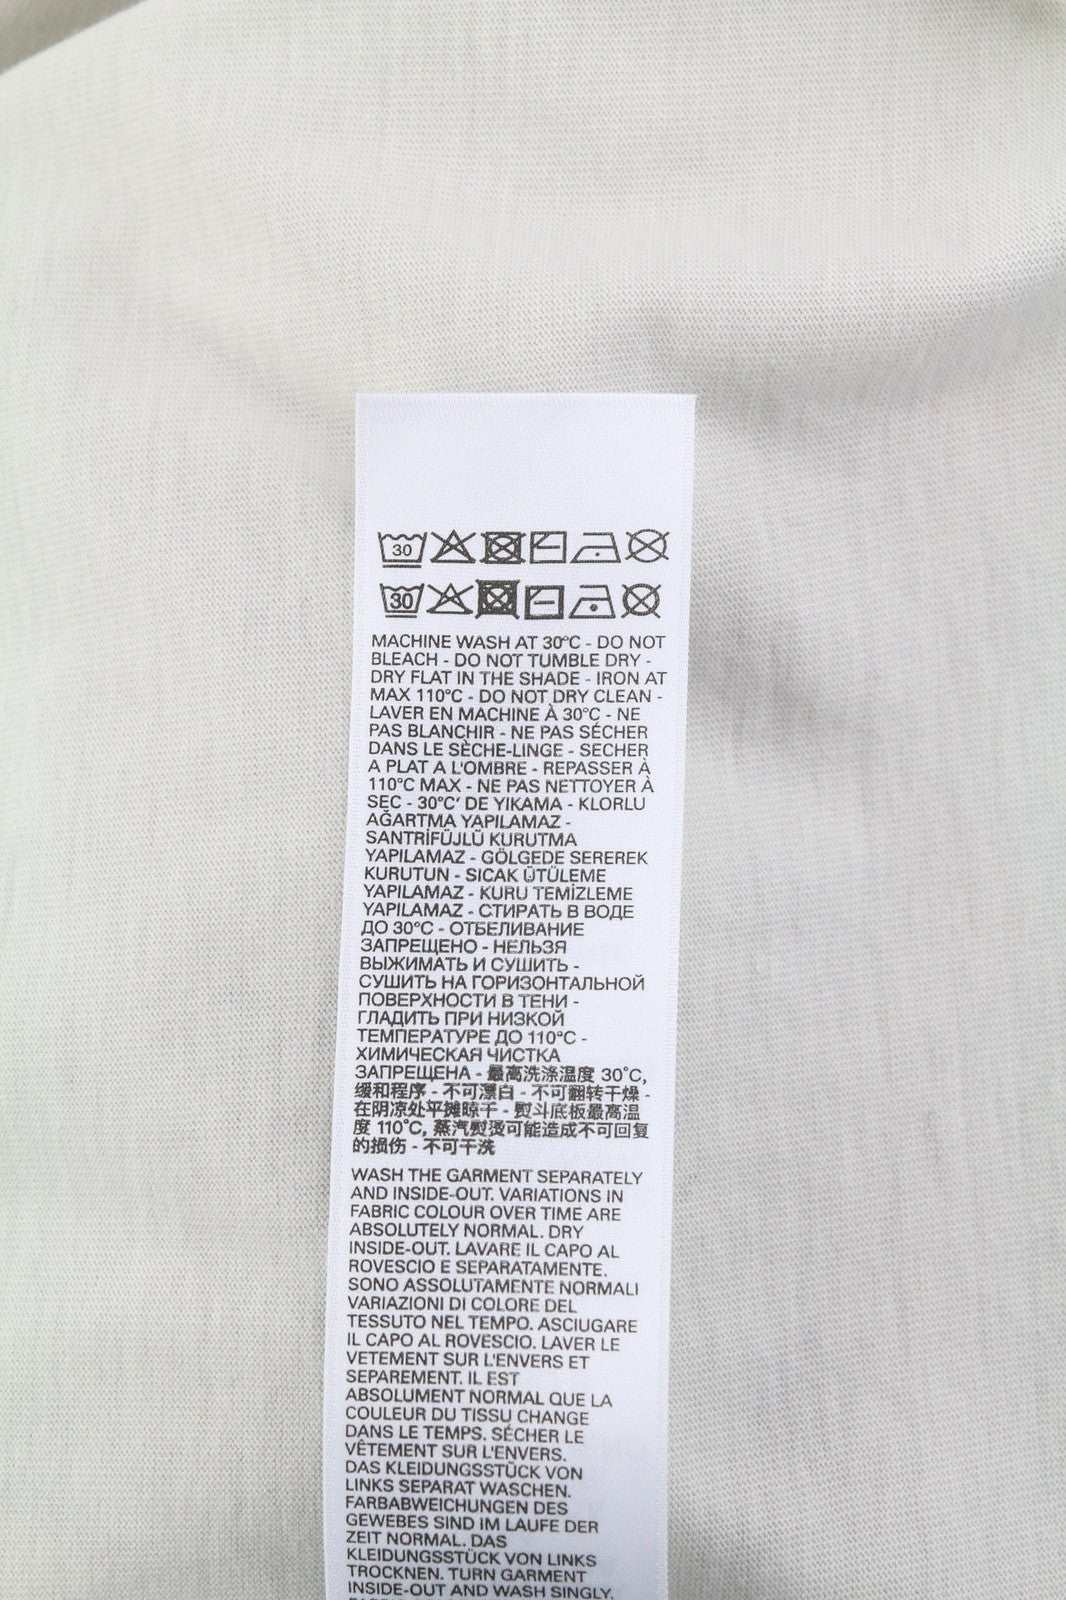 30
30
MACHINE WASH AT 30°C - DO NOT
BLEACH - DO NOT TUMBLE DRY -
DRY FLAT IN THE SHADE - IRON AT
MAX 110°C - DO NOT DRY CLEAN -
LAVER EN MACHINE À 30°C - NE
PAS BLANCHIR - NE PAS SÉCHER
DANS LE SÈCHE-LINGE - SECHER
A PLAT A L'OMBRE - REPASSER À
110°C MAX - NE PAS NETTOYER À
SEC - 30°C' DE YIKAMA - KLORLU
AĞARTMA YAPILAMAZ -
SANTRİFÜJLÜ KURUTMA
YAPILAMAZ - GÖLGEDE SEREREK
KURUTUN - SICAK ÜTÜLEME
YAPILAMAZ - KURU TEMİZLEME
YAPILAMAZ - СТИРАТЬ В ВОДЕ
ДО 30°C - ОТБЕЛИВАНИЕ
ЗАПРЕЩЕНО - НЕЛЬЗЯ
ВЫЖИМАТЬ И СУШИТЬ -
СУШИТЬ НА ГОРИЗОНТАЛЬНОЙ
ПОВЕРХНОСТИ В ТЕНИ -
ГЛАДИТЬ ПРИ НИЗКОЙ
ТЕМПЕРАТУРЕ ДО 110°C -
ХИМИЧЕСКАЯ ЧИСТКА
ЗАПРЕЩЕНА - 最高洗涤温度 30°C,
缓和程序 - 不可漂白 - 不可翻转干燥 -
在阴凉处平摊晾干 - 熨斗底板最高温
度 110°C, 蒸汽熨烫可能造成不可回复
的损伤 - 不可干洗
WASH THE GARMENT SEPARATELY
AND INSIDE-OUT. VARIATIONS IN
FABRIC COLOUR OVER TIME ARE
ABSOLUTELY NORMAL. DRY
INSIDE-OUT. LAVARE IL CAPO AL
ROVESCIO E SEPARATAMENTE.
SONO ASSOLUTAMENTE NORMALI
VARIAZIONI DI COLORE DEL
TESSUTO NEL TEMPO. ASCIUGARE
IL CAPO AL ROVESCIO. LAVER LE
VETEMENT SUR L'ENVERS ET
SEPAREMENT. IL EST
ABSOLUMENT NORMAL QUE LA
COULEUR DU TISSU CHANGE
DANS LE TEMPS. SÉCHER LE
VÊTEMENT SUR L'ENVERS.
DAS KLEIDUNGSSTÜCK VON
LINKS SEPARAT WASCHEN.
FARBABWEICHUNGEN DES
GEWEBES SIND IM LAUFE DER
ZEIT NORMAL. DAS
KLEIDUNGSSTÜCK VON LINKS
TROCKNEN. TURN GARMENT
INSIDE-OUT AND WASH SINGLY.